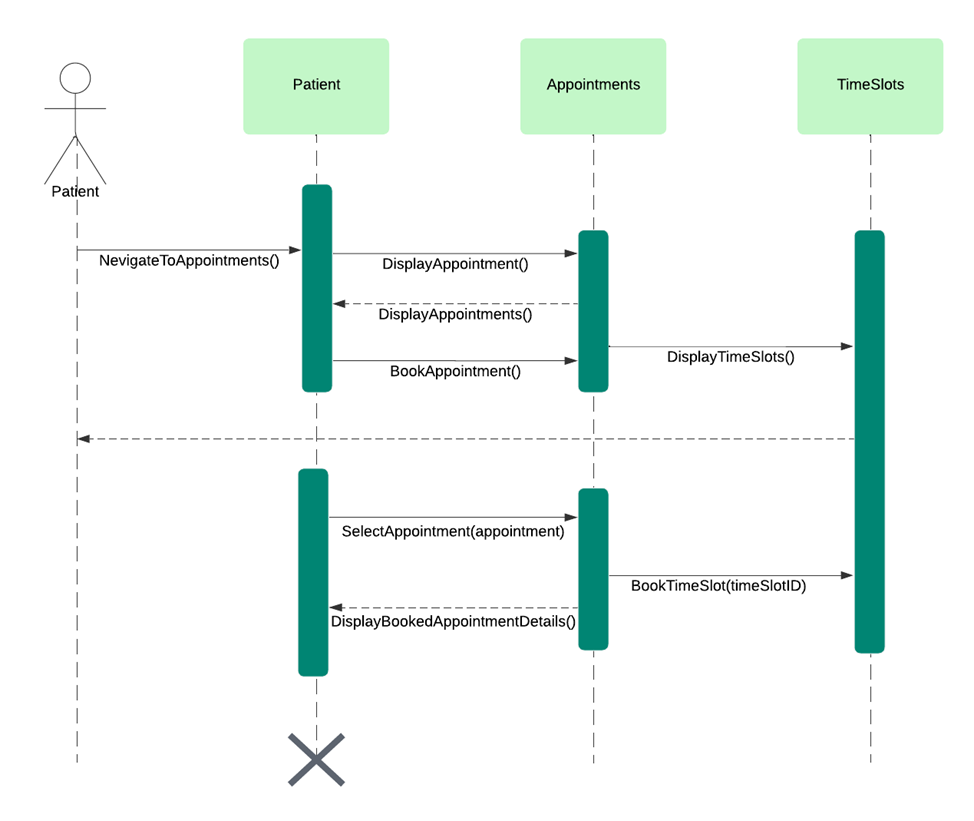 Patient
Appointments
TimeSlots
Patient
NevigateToAppointments()
DisplayAppointment()
DisplayAppointments()
DisplayTimeSlots()
BookAppointment()
SelectAppointment(appointment)
BookTimeSlot(timeSlotID)
DisplayBookedAppointmentDetails()